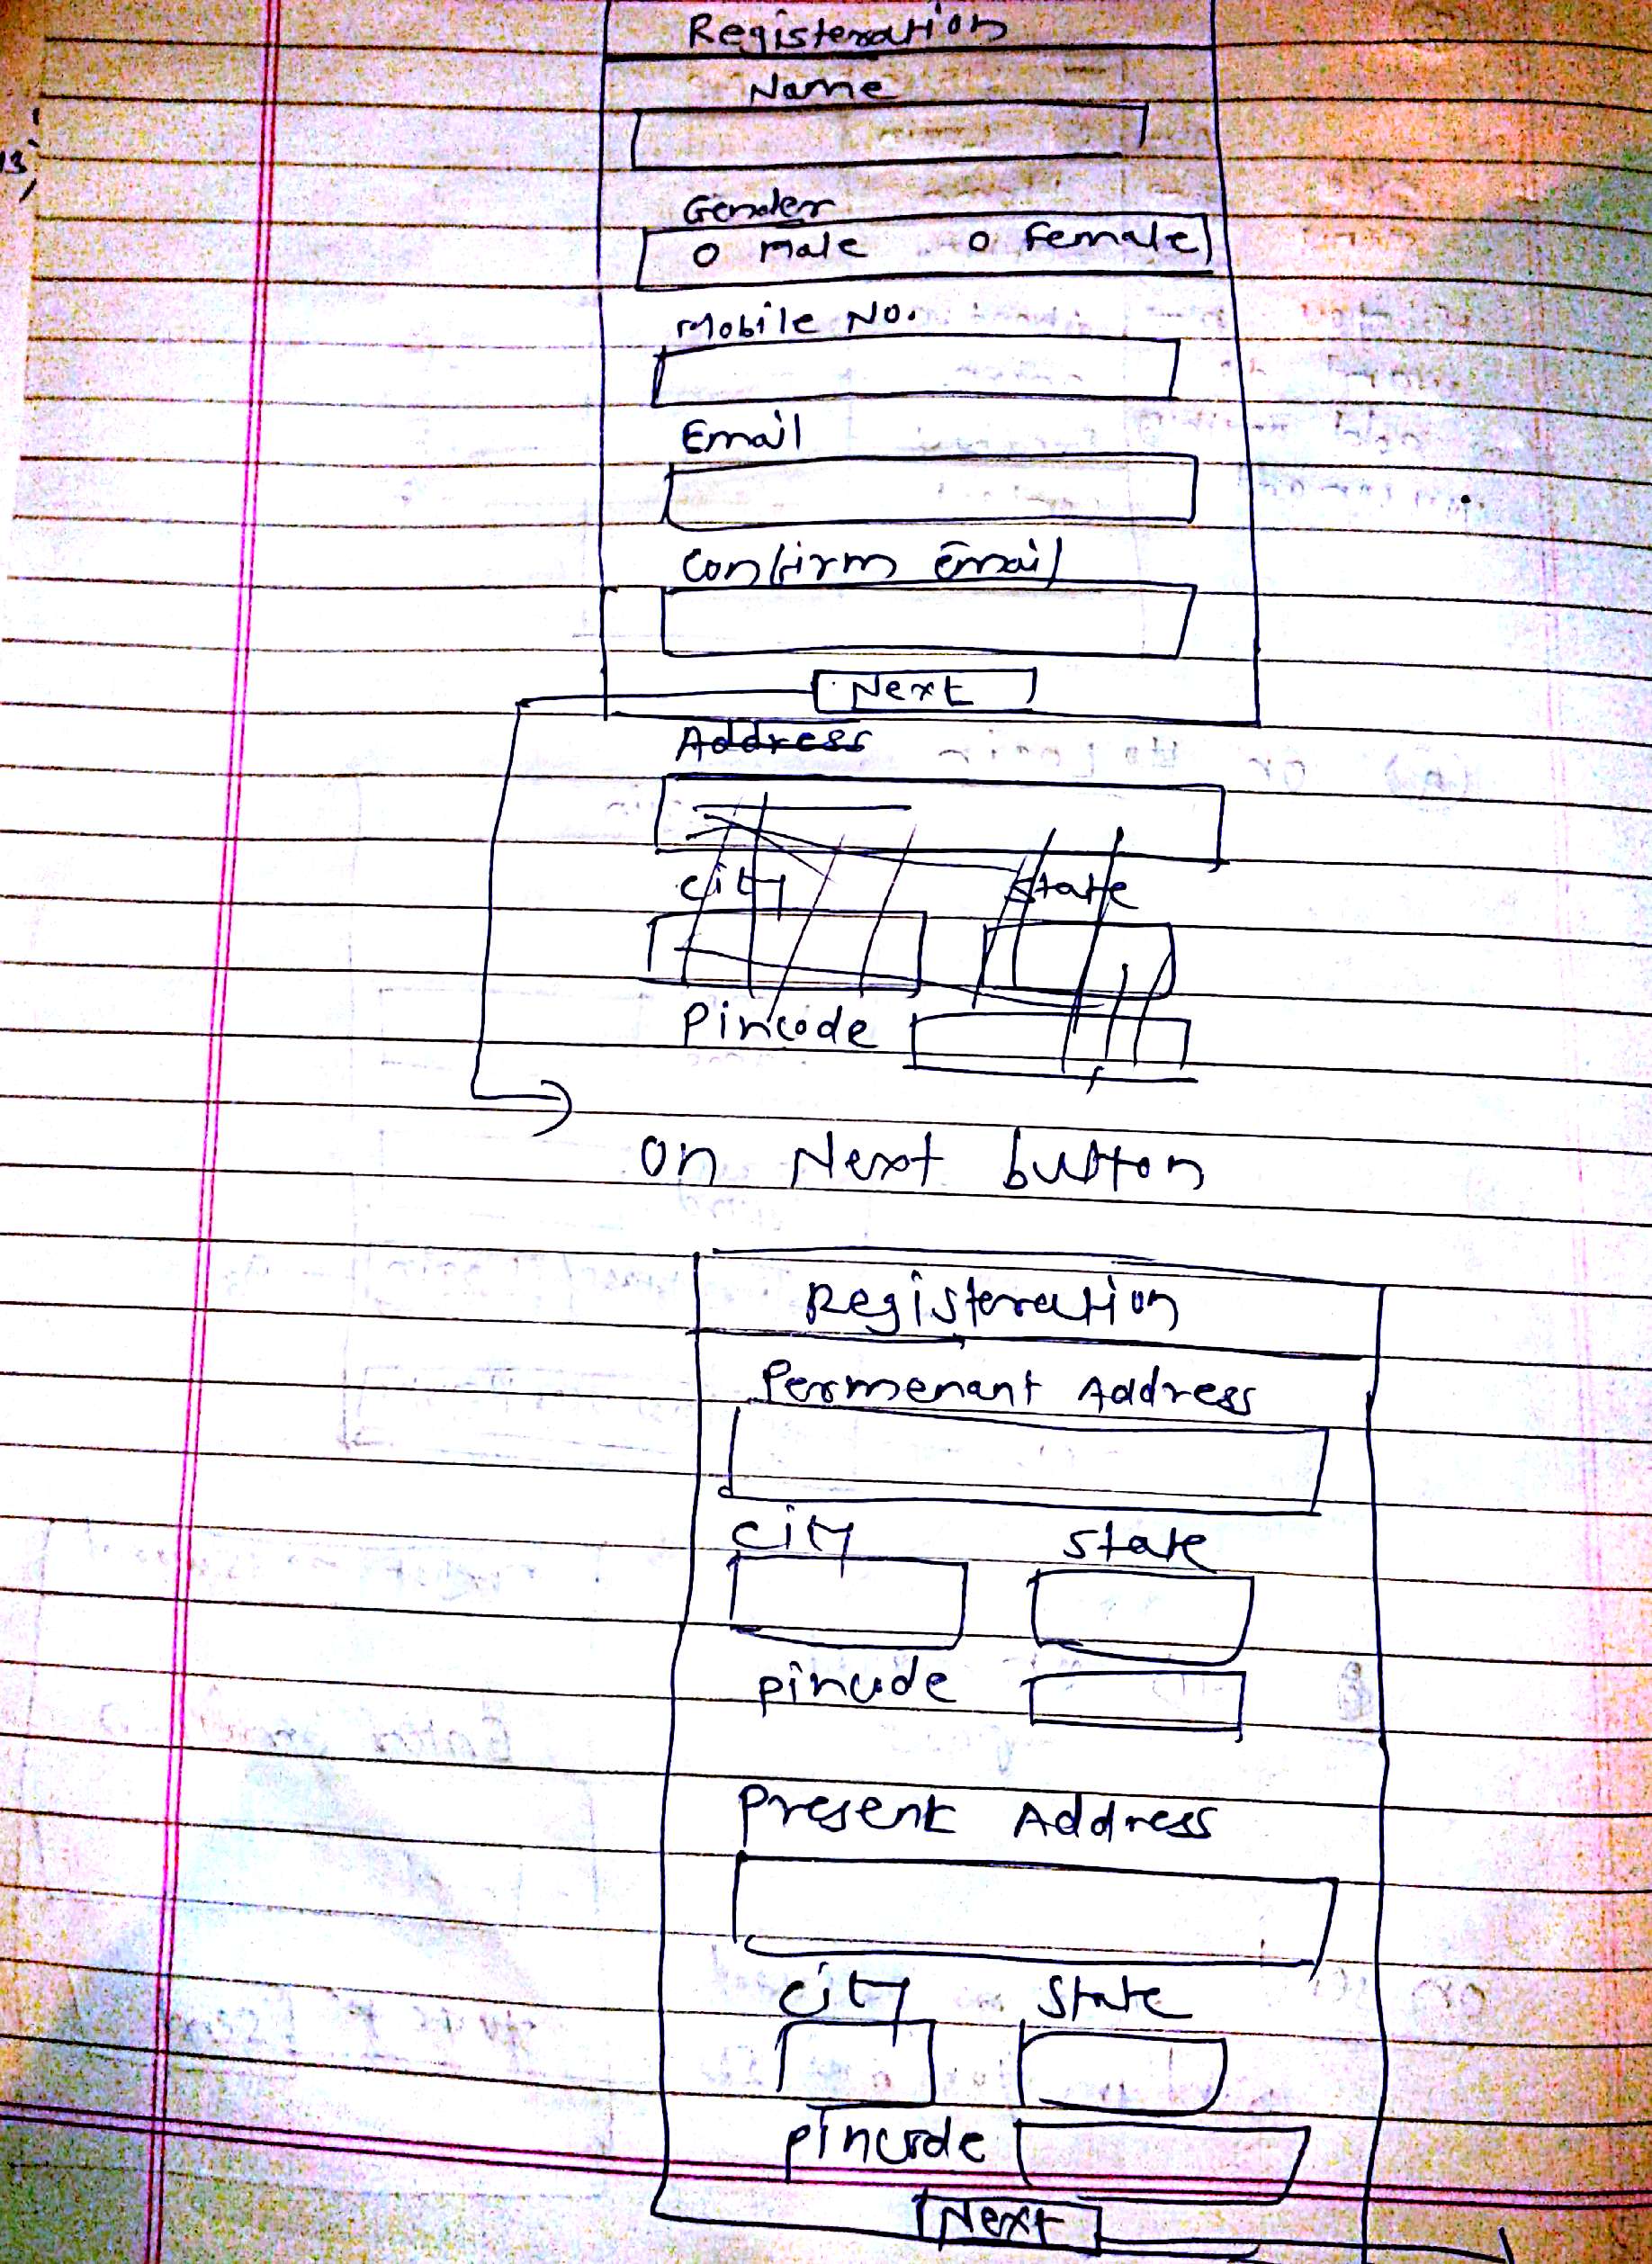 Registeration
Name
Gender
O Male O Female
Mobile No.
Email
Confirm Email
Next
Address
City State
Pincode
on Next button
Registeration
Permenant Address
City State
pincode
Present Address
City State
pincode
Next